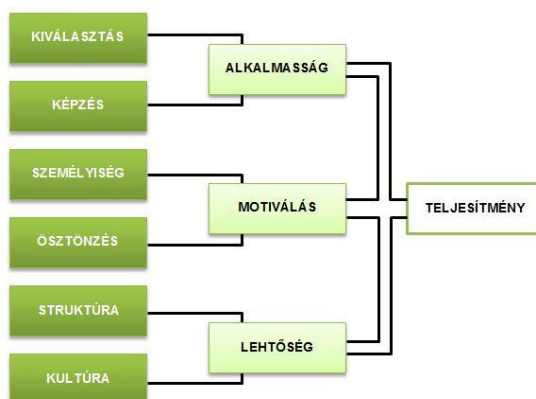 KIVÁLASZTÁS
KÉPZÉS
SZEMÉLYISÉG
ÖSZTÖNZÉS
STRUKTÚRA
KULTÚRA
ALKALMASSÁG
MOTIVÁLÁS
LEHTŐSÉG
TELJESÍTMÉNY